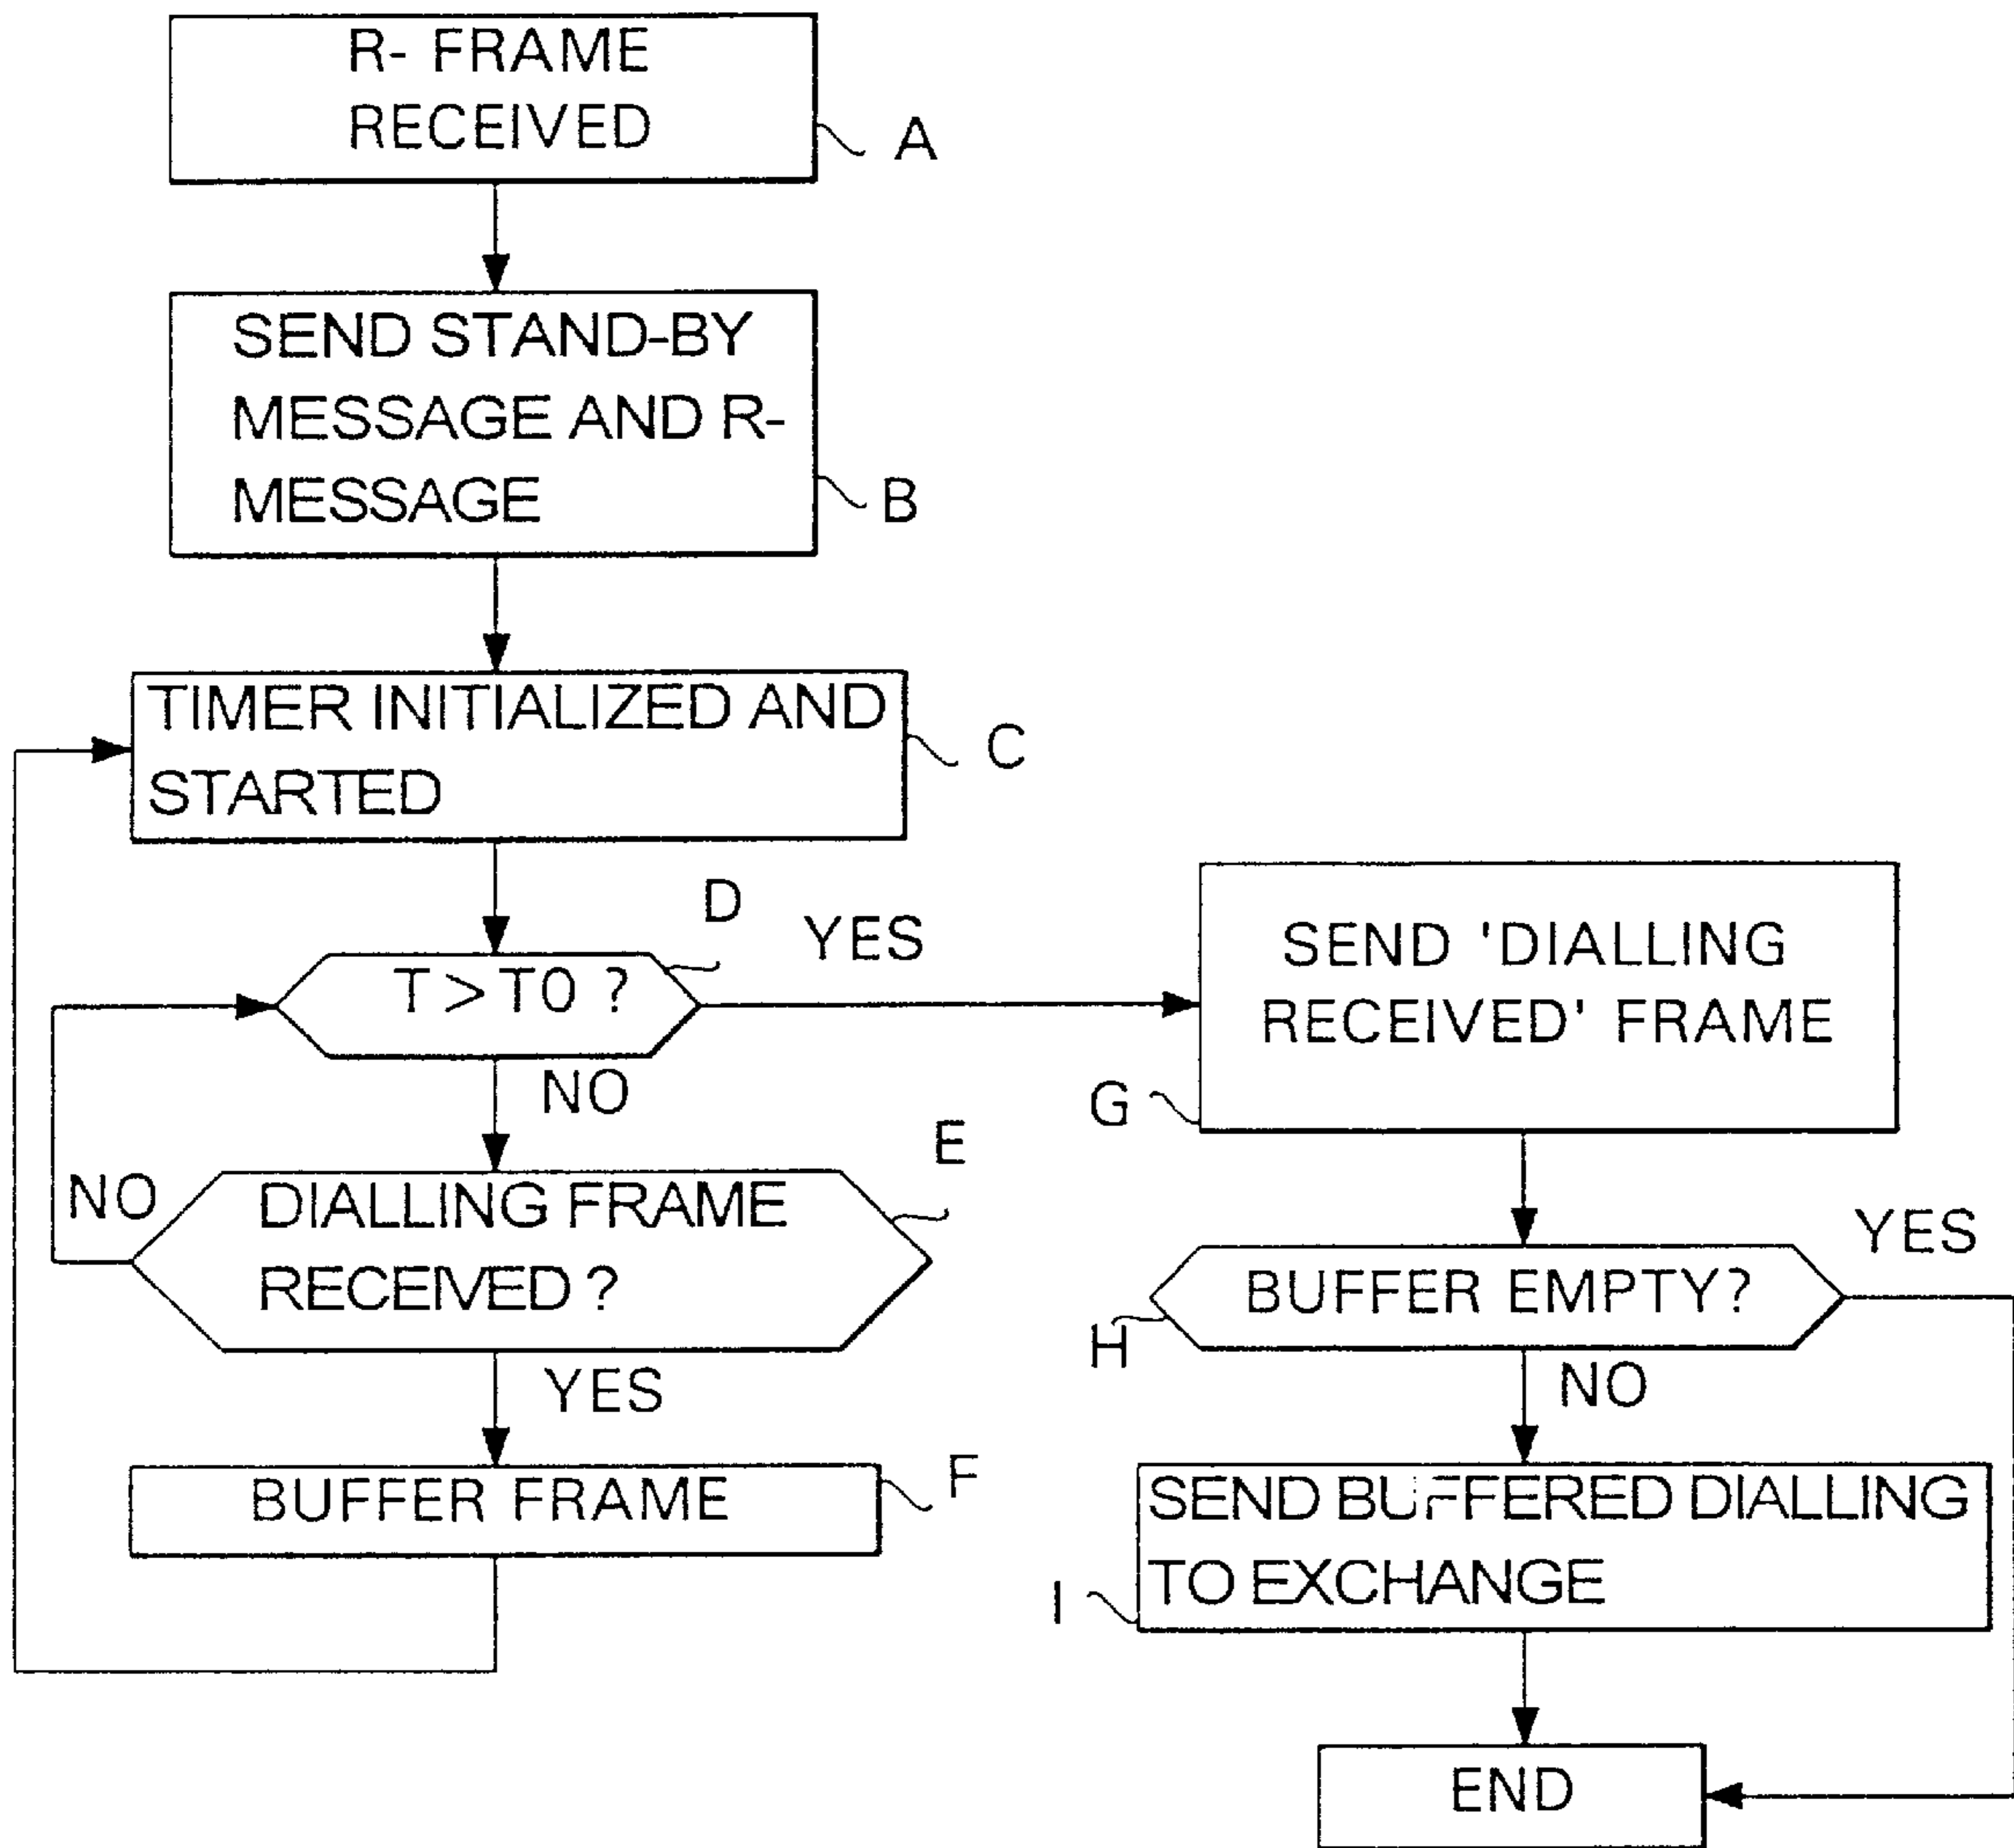 R- FRAME
RECEIVED
A
SEND STAND-BY
MESSAGE AND R-
MESSAGE
B
TIMER INITIALIZED AND
STARTED
C
D
T > T0 ?
YES
NO
E
DIALLING FRAME
RECEIVED ?
NO
YES
F
BUFFER FRAME
SEND 'DIALLING
RECEIVED' FRAME
G
BUFFER EMPTY?
YES
H
NO
SEND BUFFERED DIALLING
TO EXCHANGE
I
END